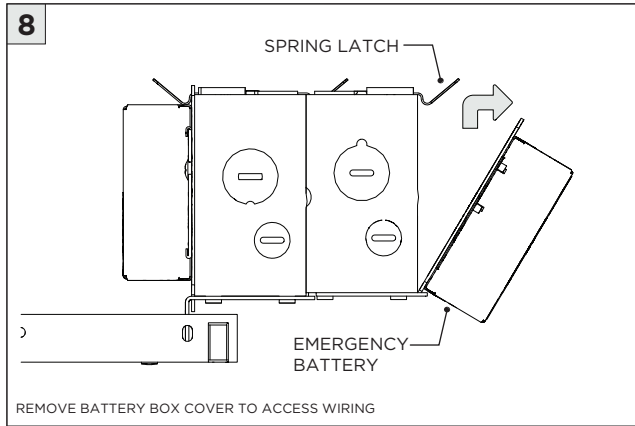 8
SPRING LATCH
EMERGENCY
BATTERY
REMOVE BATTERY BOX COVER TO ACCESS WIRING